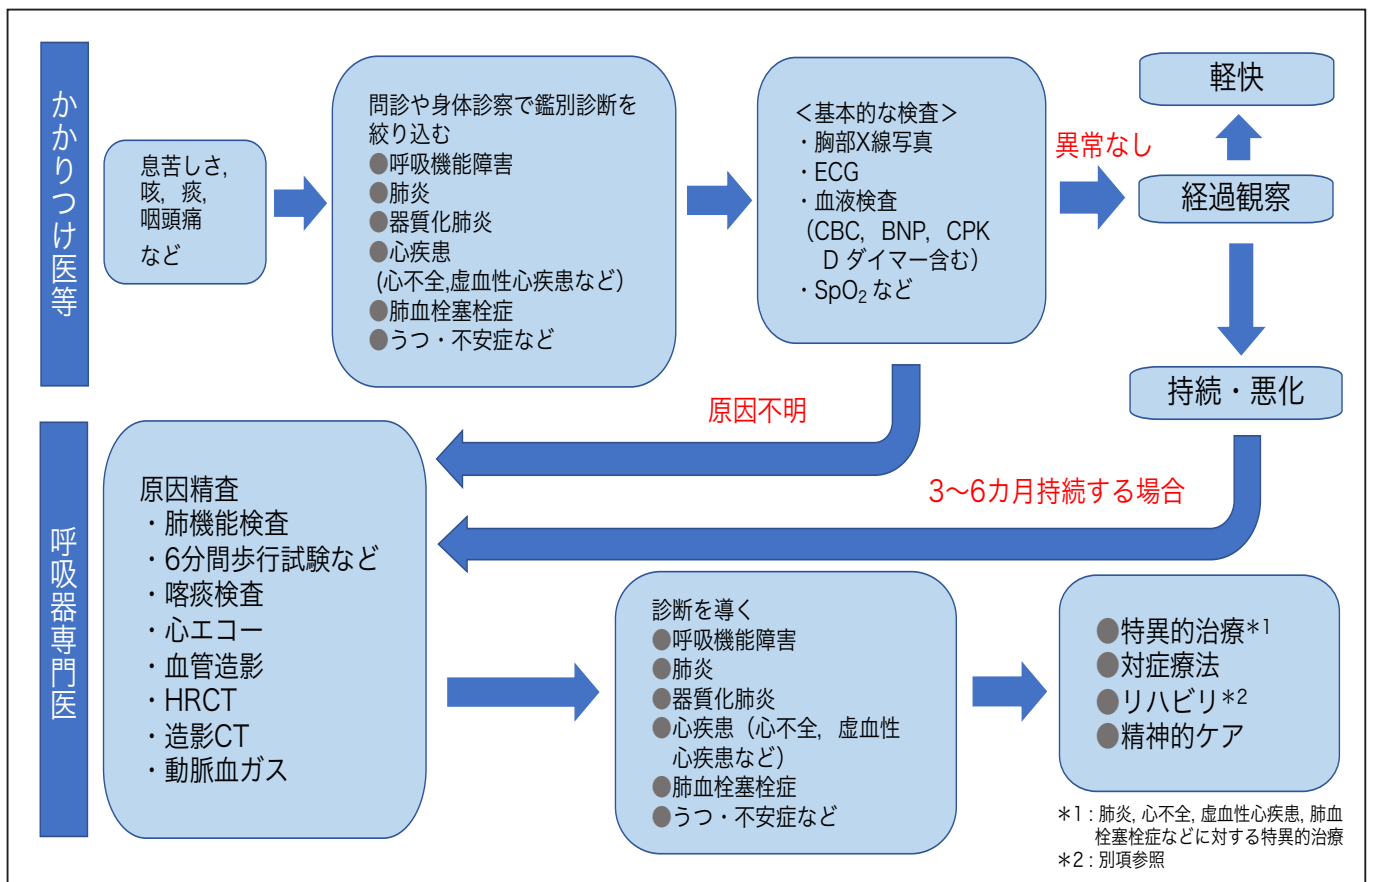 かかりつけ医等
息苦しさ,
咳, 痰,
咽頭痛
など
問診や身体診察で鑑別診断を
絞り込む
●呼吸機能障害
●肺炎
●器質化肺炎
●心疾患
(心不全,虚血性心疾患など)
●肺血栓塞栓症
●うつ・不安症など
＜基本的な検査＞
・胸部X線写真
・ECG
・血液検査
（CBC, BNP, CPK
D ダイマー含む）
・SpO₂ など
異常なし
軽快
経過観察
持続・悪化
原因不明
3～6カ月持続する場合
呼吸器専門医
原因精査
・肺機能検査
・6分間歩行試験など
・喀痰検査
・心エコー
・血管造影
・HRCT
・造影CT
・動脈血ガス
診断を導く
●呼吸機能障害
●肺炎
●器質化肺炎
●心疾患（心不全, 虚血性
心疾患など）
●肺血栓塞栓症
●うつ・不安症など
●特異的治療*1
●対症療法
●リハビリ*2
●精神的ケア
*1 : 肺炎, 心不全, 虚血性心疾患, 肺血
栓塞栓症などに対する特異的治療
*2 : 別項参照